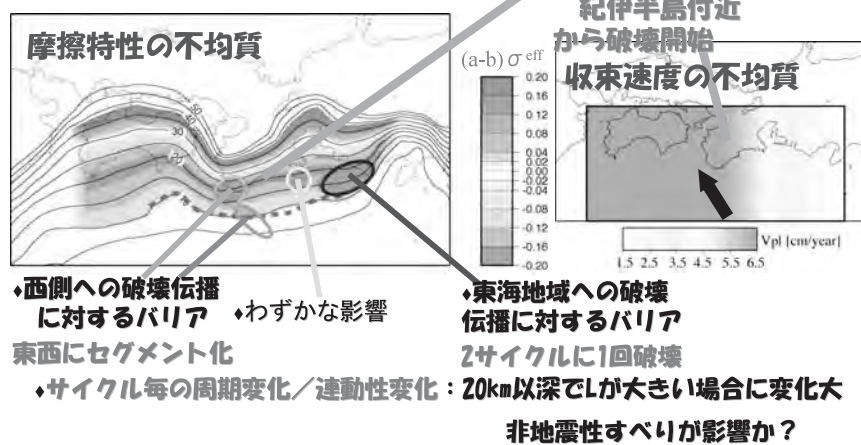 紀伊半島付近
から破壊開始
摩擦特性の不均質
(a-b)σeff
収束速度の不均質
0.20
0.16
0.12
0.08
0.04
0.02
0.00
-0.02
-0.04
-0.08
-0.12
-0.16
-0.20
50
40
30
20
Vpl [cm/year]
1.5 2.5 3.5 4.5 5.5 6.5
♦西側への破壊伝播
に対するバリア
♦わずかな影響
♦東海地域への破壊
伝播に対するバリア
東西にセグメント化
2サイクルに1回破壊
♦サイクル毎の周期変化／連動性変化：20km以深でLが大きい場合に変化大
非地震性すべりが影響か？